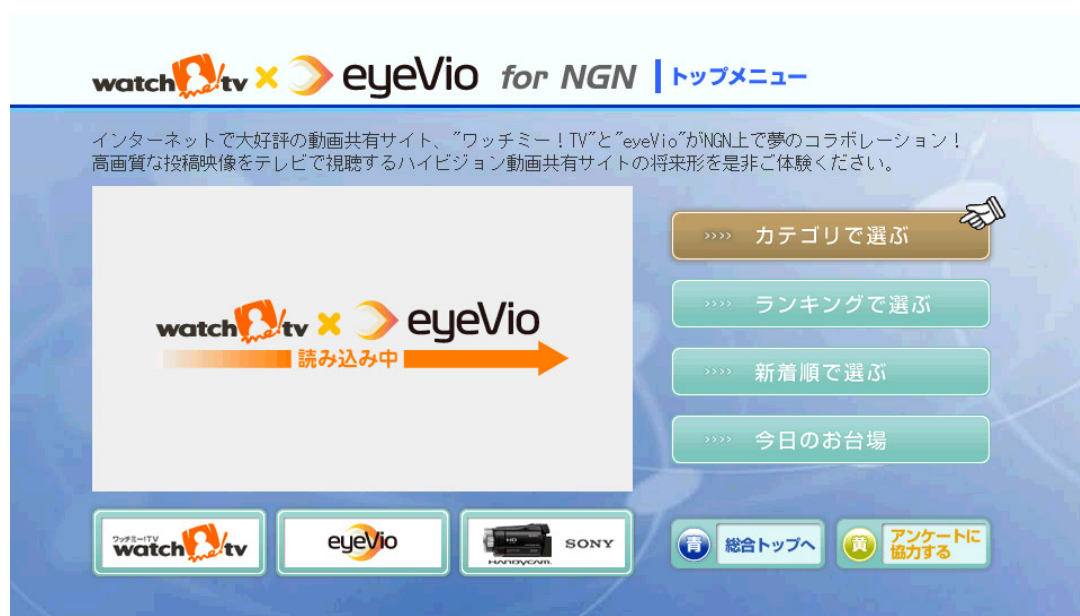 watch me! tv × eyeVio for NGN トップメニュー
インターネットで大好評の動画共有サイト、"ワッチミー！TV"と"eyeVio"がNGN上で夢のコラボレーション！
高画質な投稿映像をテレビで視聴するハイビジョン動画共有サイトの将来形を是非ご体験ください。
>>>> カテゴリで選ぶ
>>>> ランキングで選ぶ
>>>> 新着順で選ぶ
>>>> 今日のお台場
watch me! tv × eyeVio
読み込み中
ワッチミー!TV
watch me! tv
eyeVio
HD
HANDYCAM.
SONY
青 総合トップへ
黄 アンケートに
協力する